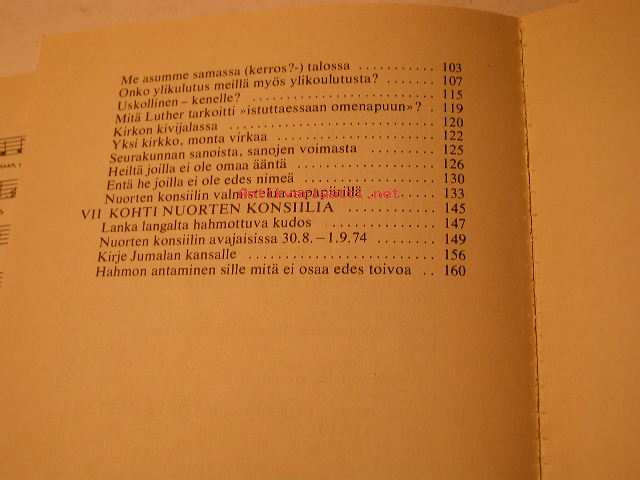 Me asumme samassa (kerros?-) talossa ........... 103
Onko ylikulutus meillä myös ylikoulutusta? ........ 107
Uskollinen – kenelle? ...................... 115
Mitä Luther tarkoitti »istuttaessaan omenapuun»? . 119
Kirkon kivijalassa ......................... 120
Yksi kirkko, monta virkaa ................... 122
Seurakunnan sanoista, sanojen voimasta ......... 125
Heiltä joilla ei ole omaa ääntä ................ 126
Entä he joilla ei ole edes nimeä ............... 130
Nuorten konsiilin napapiirillä ....... 133
VII KOHTI NUORTEN KONSIILIA ............. 145
Lanka langalta hahmottuva kudos .............. 147
Nuorten konsiilin avajaisissa 30.8.–1.9.74 ........ 149
Kirje Jumalan kansalle ...................... 156
Hahmon antaminen sille mitä ei osaa edes toivoa .. 160